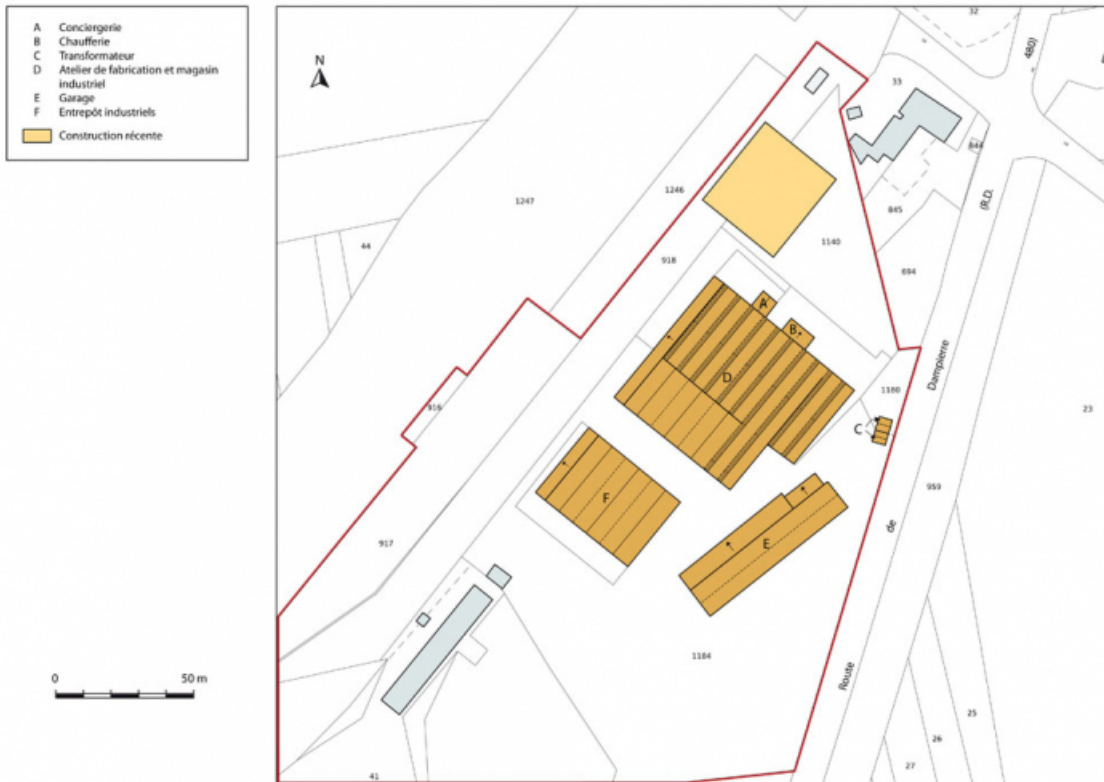 A Conciergerie
B Chaufferie
C Transformateur
D Atelier de fabrication et magasin
industriel
E Garage
F Entrepôt industriels
Construction récente
N
0 50 m
32
480)
33
844
1246
1247
845
(R.D.
44
1140
918
694
A
B
D
1180
Dampierre
916
C
23
F
959
de
917
E
1184
Route
25
26
27
41